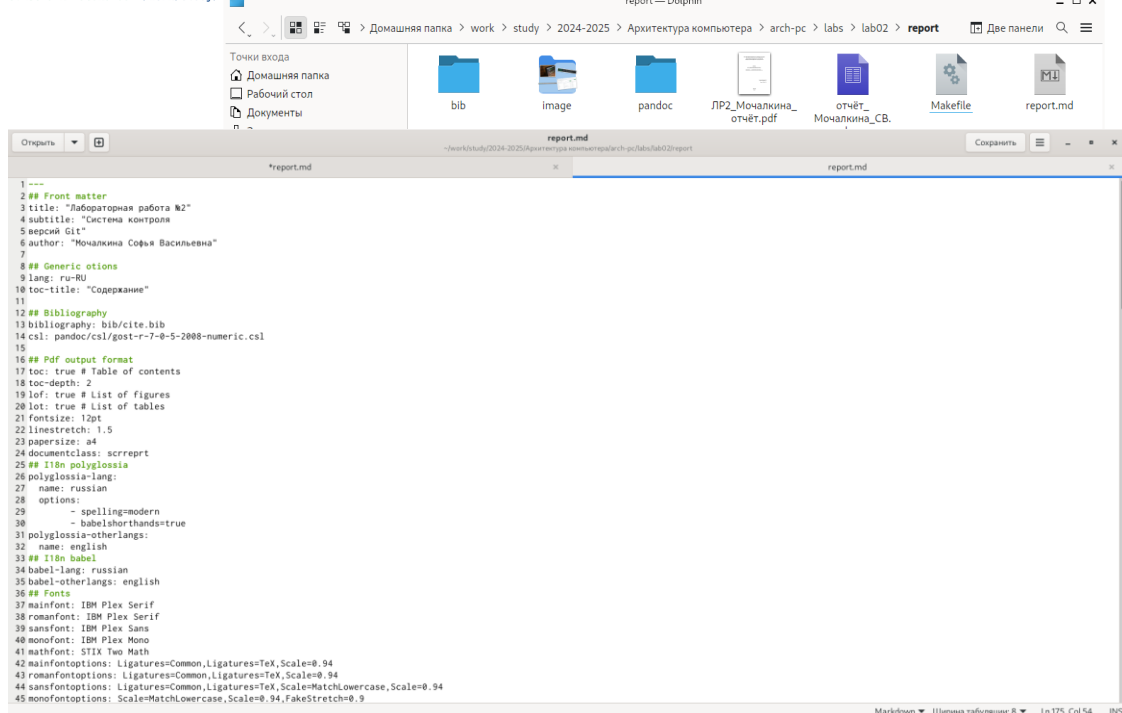 report — Dolphin
Домашняя папка > work > study > 2024-2025 > Архитектура компьютера > arch-pc > labs > lab02 > report
Две панели
Точки входа
Домашняя папка
Рабочий стол
Документы
bib
image
pandoc
ЛР2_Мочалкина_
отчёт.pdf
отчёт_
Мочалкина_СВ.
Makefile
report.md
Открыть
report.md
~/work/study/2024-2025/Архитектура компьютера/arch-pc/labs/lab02/report
Сохранить
*report.md
report.md
1 ---
2 ## Front matter
3 title: "Лабораторная работа №2"
4 subtitle: "Система контроля
5 версий Git"
6 author: "Мочалкина Софья Васильевна"
7
8 ## Generic otions
9 lang: ru-RU
10 toc-title: "Содержание"
11
12 ## Bibliography
13 bibliography: bib/cite.bib
14 csl: pandoc/csl/gost-r-7-0-5-2008-numeric.csl
15
16 ## Pdf output format
17 toc: true # Table of contents
18 toc-depth: 2
19 lof: true # List of figures
20 lot: true # List of tables
21 fontsize: 12pt
22 linestretch: 1.5
23 papersize: a4
24 documentclass: scrreprt
25 ## I18n polyglossia
26 polyglossia-lang:
27   name: russian
28   options:
29         - spelling=modern
30         - babelshorthands=true
31 polyglossia-otherlangs:
32   name: english
33 ## I18n babel
34 babel-lang: russian
35 babel-otherlangs: english
36 ## Fonts
37 mainfont: IBM Plex Serif
38 romanfont: IBM Plex Serif
39 sansfont: IBM Plex Sans
40 monofont: IBM Plex Mono
41 mathfont: STIX Two Math
42 mainfontoptions: Ligatures=Common,Ligatures=TeX,Scale=0.94
43 romanfontoptions: Ligatures=Common,Ligatures=TeX,Scale=0.94
44 sansfontoptions: Ligatures=Common,Ligatures=TeX,Scale=MatchLowercase,Scale=0.94
45 monofontoptions: Scale=MatchLowercase,Scale=0.94,FakeStretch=0.9
Markdown
Ширина табуляции: 8
Ln 175, Col 54
INS